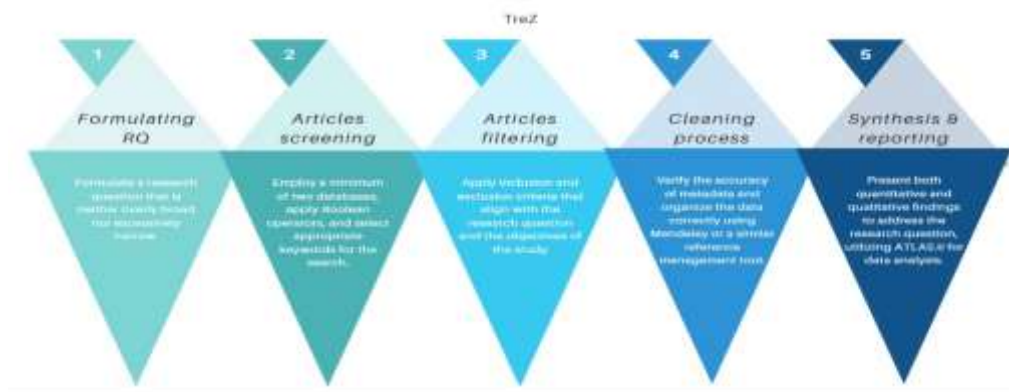 TreZ
1
2
3
4
5
Formulating
RQ
Articles
screening
Articles
filtering
Cleaning
process
Synthesis &
reporting
Formulate a research
question that is
neither overly broad
nor excessively
narrow.
Employ a minimum
of two databases,
apply Boolean
operators, and select
appropriate
keywords for the
search.
Apply inclusion and
exclusion criteria that
align with the
research question
and the objectives of
the study
Verify the accuracy
of metadata and
organize the data
correctly using
Mendeley or a similar
reference
management tool.
Present both
quantitative and
qualitative findings
to address the
research question,
utilizing ATLAS.ti for
data analysis.